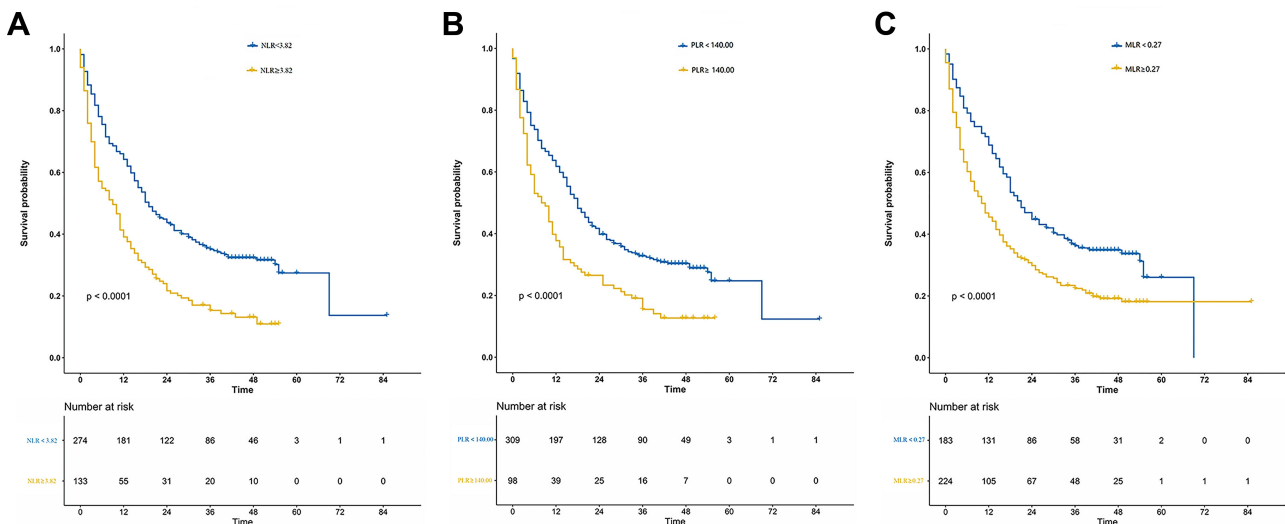 A
NLR<3.82
NLR≥3.82
1.0
0.8
0.6
0.4
0.2
0.0
Survival probability
p < 0.0001
0 12 24 36 48 60 72 84
Time
Number at risk
NLR<3.82 274 181 122 86 46 3 1 1
NLR≥3.82 133 55 31 20 10 0 0 0
0 12 24 36 48 60 72 84
Time
B
PLR<140.00
PLR≥ 140.00
1.0
0.8
0.6
0.4
0.2
0.0
Survival probability
p < 0.0001
0 12 24 36 48 60 72 84
Time
Number at risk
PLR<140.00 309 197 128 90 49 3 1 1
PLR≥140.00 98 39 25 16 7 0 0 0
0 12 24 36 48 60 72 84
Time
C
MLR<0.27
MLR≥0.27
1.0
0.8
0.6
0.4
0.2
0.0
Survival probability
p < 0.0001
0 12 24 36 48 60 72 84
Time
Number at risk
MLR<0.27 183 131 86 58 31 2 0 0
MLR≥0.27 224 105 67 48 25 1 1 1
0 12 24 36 48 60 72 84
Time